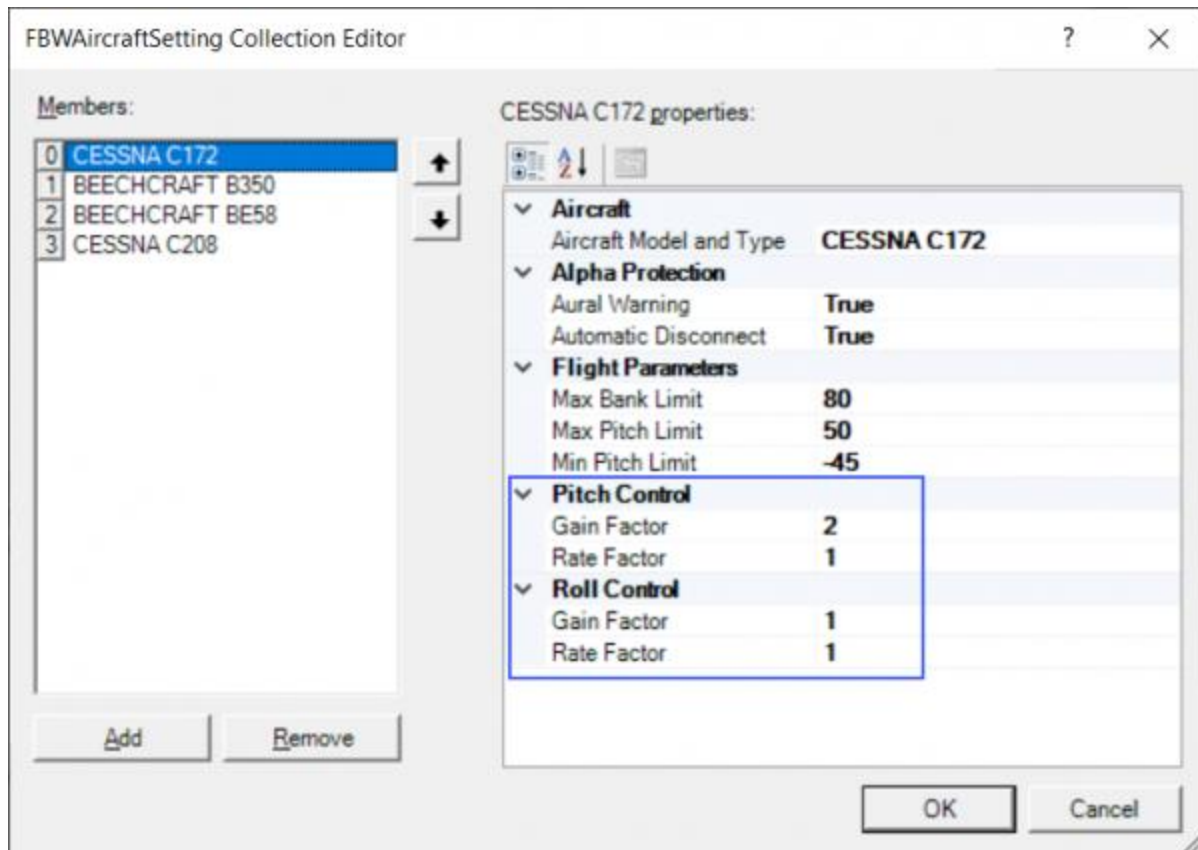 FBWAircraftSetting Collection Editor
?
Members:
0 CESSNA C172
1 BEECHCRAFT B350
2 BEECHCRAFT BE58
3 CESSNA C208
Add Remove
CESSNA C172 properties:
A
Z
Aircraft
Aircraft Model and Type CESSNA C172
Alpha Protection
Aural Warning True
Automatic Disconnect True
Flight Parameters
Max Bank Limit 80
Max Pitch Limit 50
Min Pitch Limit -45
Pitch Control
Gain Factor 2
Rate Factor 1
Roll Control
Gain Factor 1
Rate Factor 1
OK Cancel